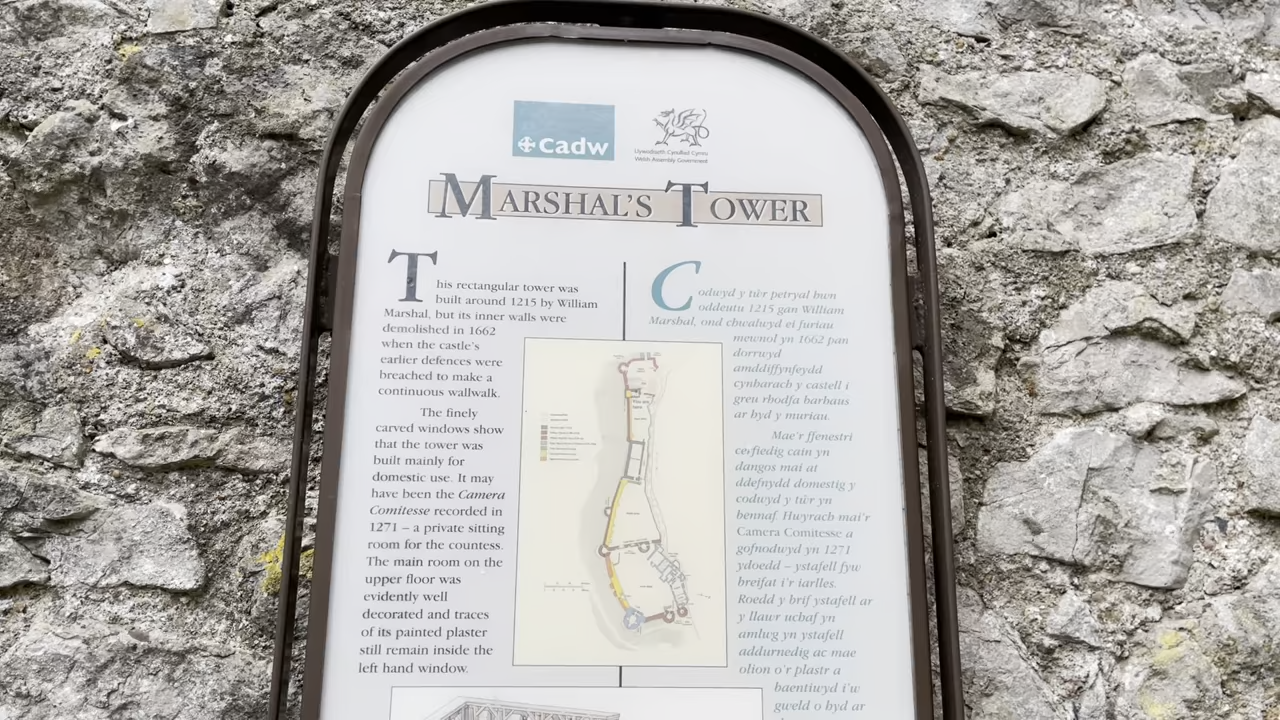 Cadw
Llywodraeth Cynulliad Cymru
Welsh Assembly Government
MARSHAL'S TOWER
This rectangular tower was
built around 1215 by William
Marshal, but its inner walls were
demolished in 1662
when the castle's
earlier defences were
breached to make a
continuous wallwalk.
The finely
carved windows show
that the tower was
built mainly for
domestic use. It may
have been the Camera
Comitesse recorded in
1271 – a private sitting
room for the countess.
The main room on the
upper floor was
evidently well
decorated and traces
of its painted plaster
still remain inside the
left hand window.
Codwyd y tŵr petryal hwn
oddeutu 1215 gan William
Marshal, ond chwalwyd ei furiau
mewnol yn 1662 pan
dorrwyd
amddiffynfeydd
cynharach y castell i
greu rhodfa barhaus
ar hyd y muriau.
Mae'r ffenestri
cerfiedig cain yn
dangos mai at
ddefnydd domestig y
codwyd y tŵr yn
bennaf. Hwyrach mai'r
Camera Comitesse a
gofnodwyd yn 1271
ydoedd – ystafell fyw
breifat i'r iarlles.
Roedd y brif ystafell ar
y llawr uchaf yn
amlwg yn ystafell
addurnedig ac mae
olion o'r plastr a
baentiwyd i'w
gweld o hyd ar
You are
here